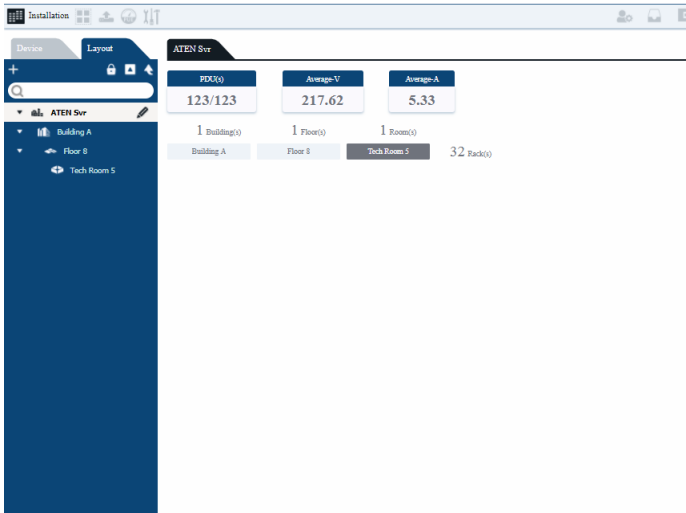 Installation
Device
Layout
ATEN Svr
ATEN Svr
Building A
Floor 8
Tech Room 5
PDU(s)
123/123
Average-V
217.62
Average-A
5.33
1 Building(s)
1 Floor(s)
1 Room(s)
Building A
Floor 8
Tech Room 5
32 Rack(s)